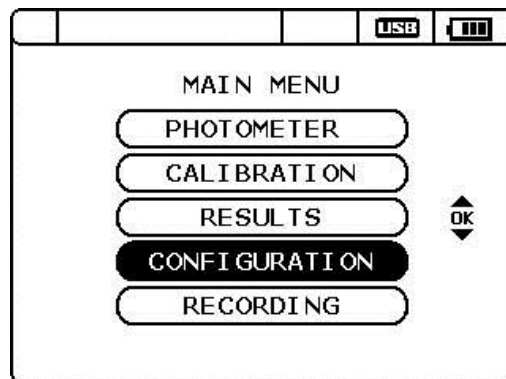 USB
MAIN MENU
PHOTOMETER
CALIBRATION
RESULTS
OK
CONFIGURATION
RECORDING